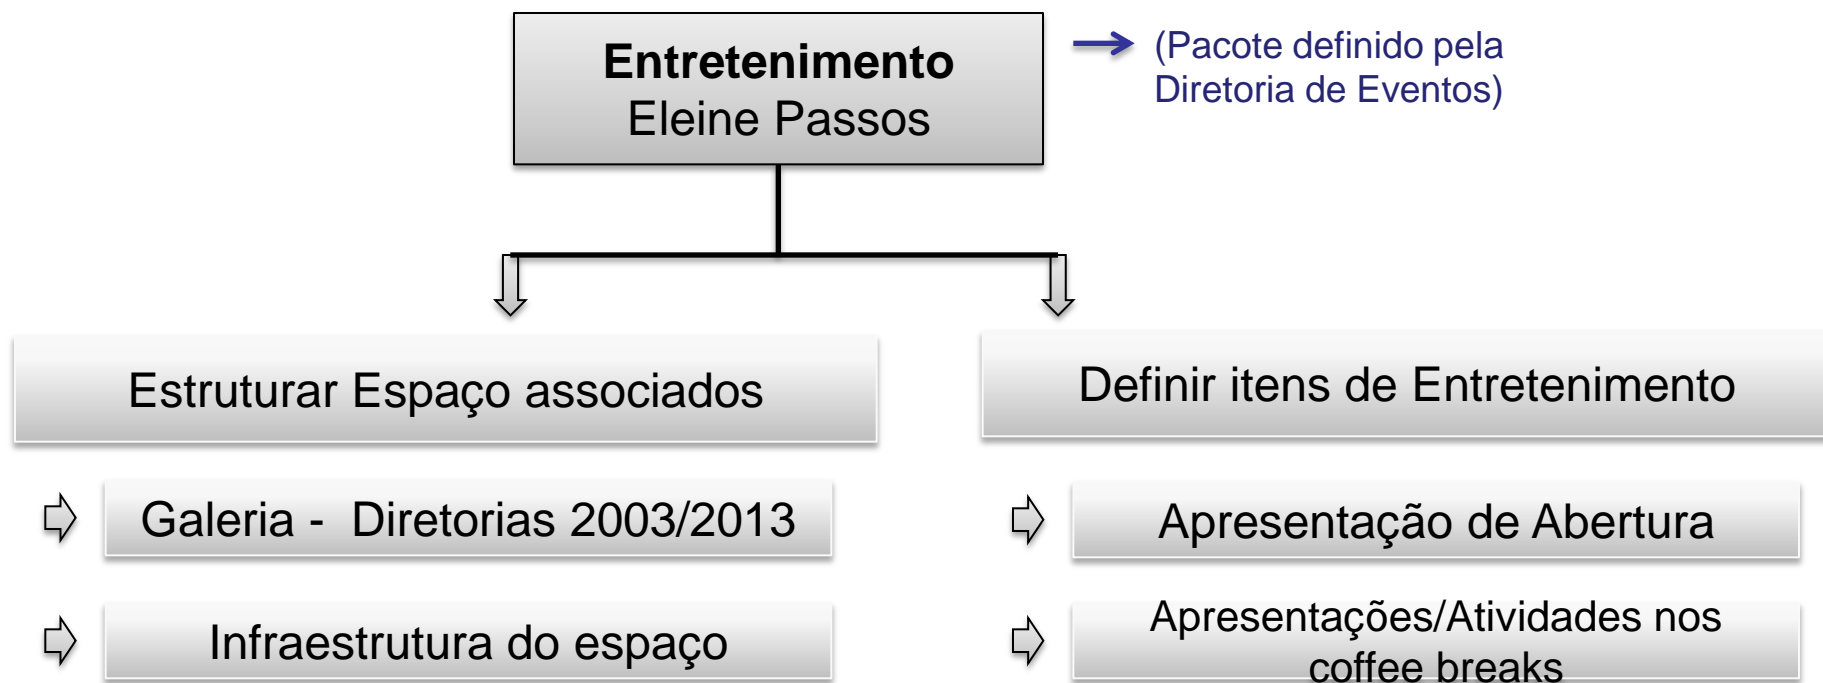 Entretenimento
Eleine Passos
(Pacote definido pela
Diretoria de Eventos)
Estruturar Espaço associados
Definir itens de Entretenimento
Galeria -  Diretorias 2003/2013
Apresentação de Abertura
Infraestrutura do espaço
Apresentações/Atividades nos
coffee breaks